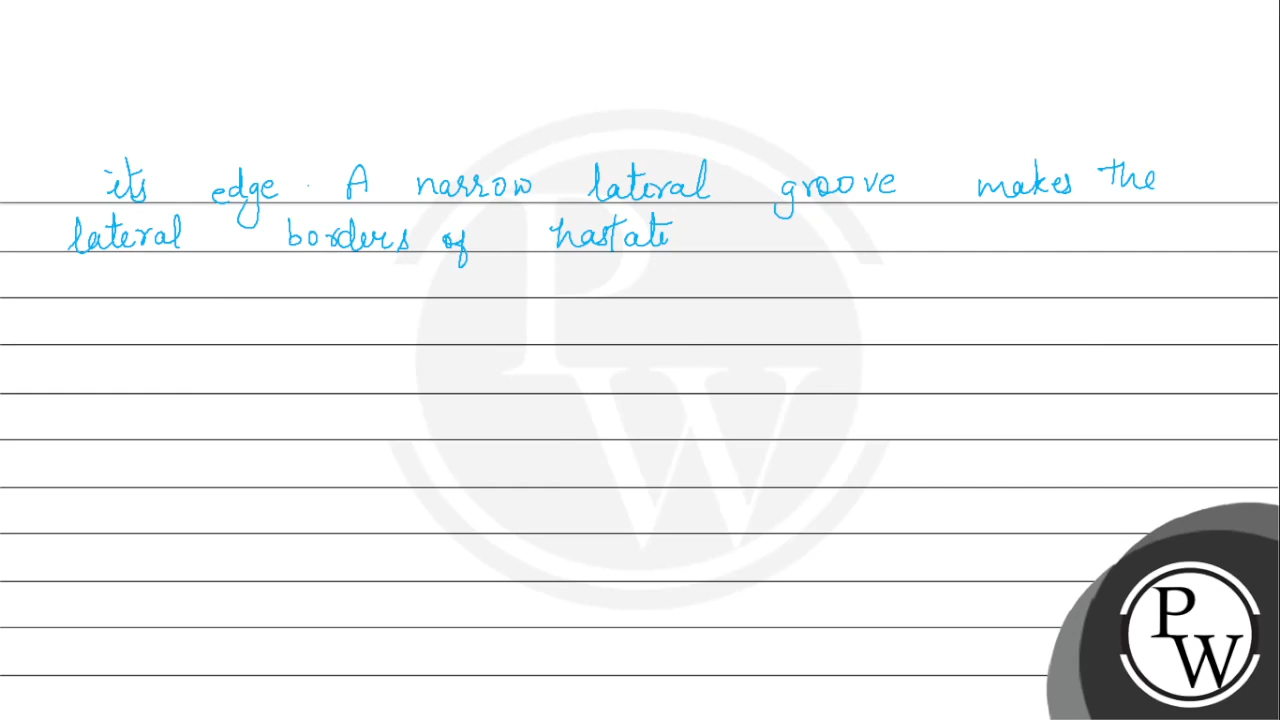 its edge. A narrow lateral groove makes the
lateral borders of hastate
P
W
P
W